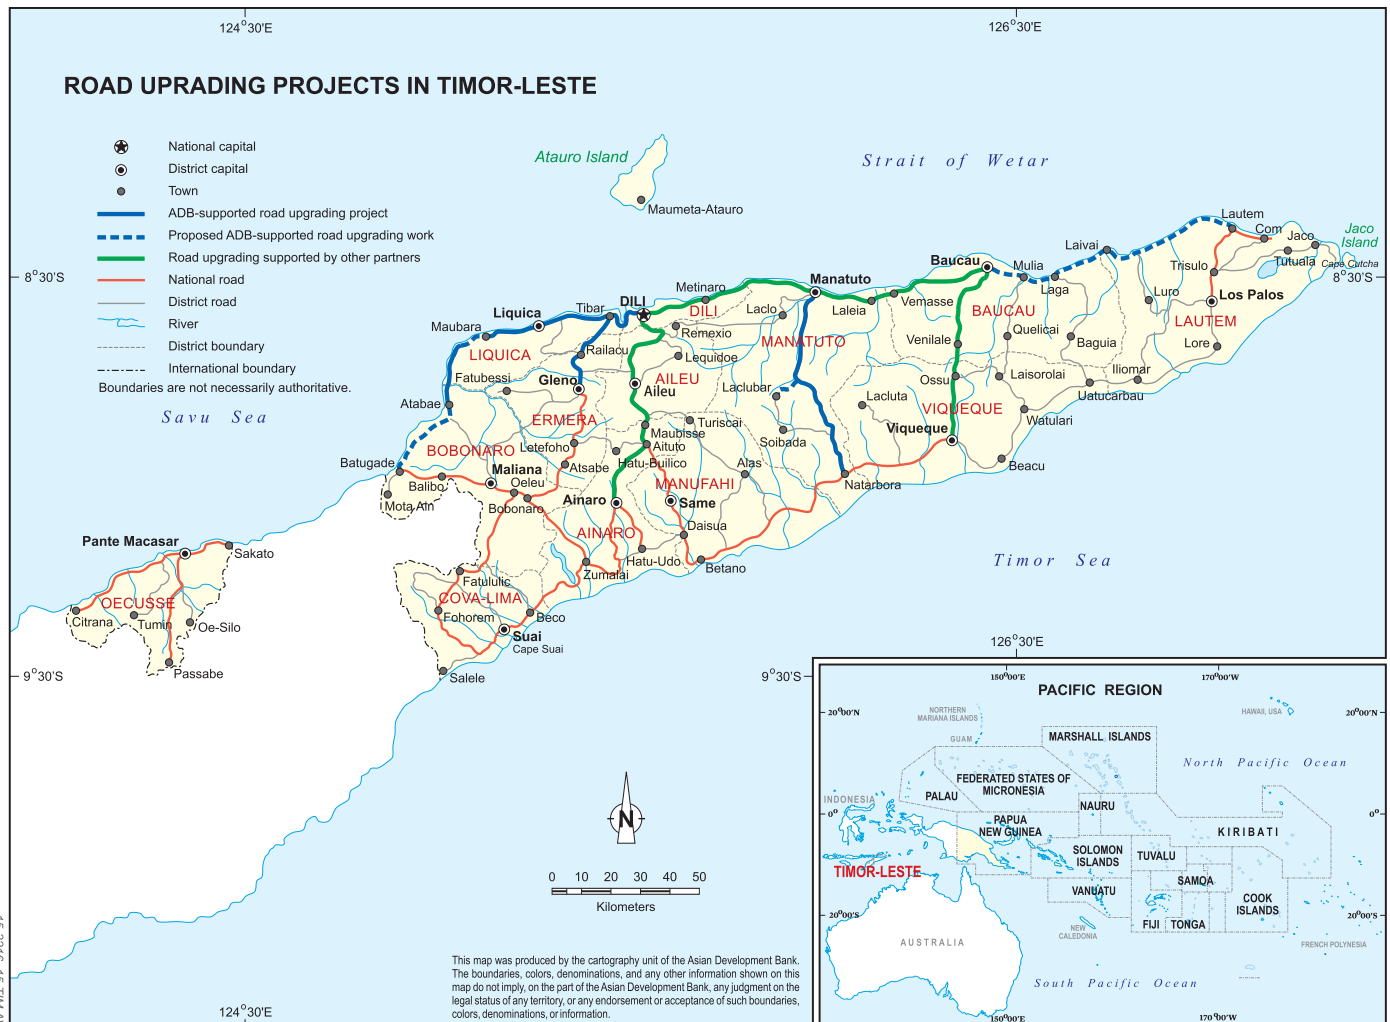 124°30'E
126°30'E
ROAD UPRADING PROJECTS IN TIMOR-LESTE
National capital
District capital
Town
ADB-supported road upgrading project
Proposed ADB-supported road upgrading work
Road upgrading supported by other partners
National road
District road
River
District boundary
International boundary
Boundaries are not necessarily authoritative.
Atauro Island
Strait of Wetar
Maumeta-Atauro
Lautem
Com
Jaco
Jaco
Island
Laivai
Tutuala
Cape Cutcha
8°30'S
8°30'S
Baucau
Mulia
Trisulo
Manatuto
Laga
Luro
Los Palos
Metinaro
DILI
Tibar
DILI
Liquica
Laclo
Laleia
Vemasse
BAUCAU
LAUTEM
Maubara
Remexio
MANATUTO
Venilale
Quelicai
Baguia
Lore
LIQUICA
Railacu
Lequidoe
Fatubessi
Gleno
AILEU
Aileu
Laclubar
Ossu
Laisorolai
Iliomar
Uatucarbau
Atabae
Lacluta
VIQUEQUE
Savu Sea
ERMERA
Turiscai
Viqueque
Watulari
Maubisse
Soibada
BOBONARO
Letefoho
Aituto
Batugade
Hatu-Builico
Beacu
Maliana
Atsabe
Alas
Balibo
Oeleu
MANUFAHI
Natarbora
Mota Ain
Bobonaro
Ainaro
Same
AINARO
Daisua
Pante Macasar
Sakato
Hatu-Udo
Betano
Timor Sea
Fatululic
Zumalai
OECUSSE
COVA-LIMA
Citrana
Tumin
Oe-Silo
Fohorem
Beco
Suai
Cape Suai
Passabe
Salele
126°30'E
9°30'S
9°30'S
N
0 10 20 30 40 50
Kilometers
This map was produced by the cartography unit of the Asian Development Bank.
The boundaries, colors, denominations, and any other information shown on this
map do not imply, on the part of the Asian Development Bank, any judgment on the
legal status of any territory, or any endorsement or acceptance of such boundaries,
colors, denominations, or information.
124°30'E
150°00'E
170°00'W
PACIFIC REGION
20°00'N
20°00'N
NORTHERN
MARIANA ISLANDS
HAWAII, USA
GUAM
MARSHALL ISLANDS
North Pacific Ocean
FEDERATED STATES OF
MICRONESIA
PALAU
INDONESIA
NAURU
0°
0°
PAPUA
NEW GUINEA
KIRIBATI
SOLOMON
ISLANDS
TUVALU
TIMOR-LESTE
SAMOA
VANUATU
COOK
ISLANDS
20°00'S
20°00'S
FIJI
TONGA
NEW
CALEDONIA
AUSTRALIA
FRENCH POLYNESIA
South Pacific Ocean
150°00'E
170°00'W